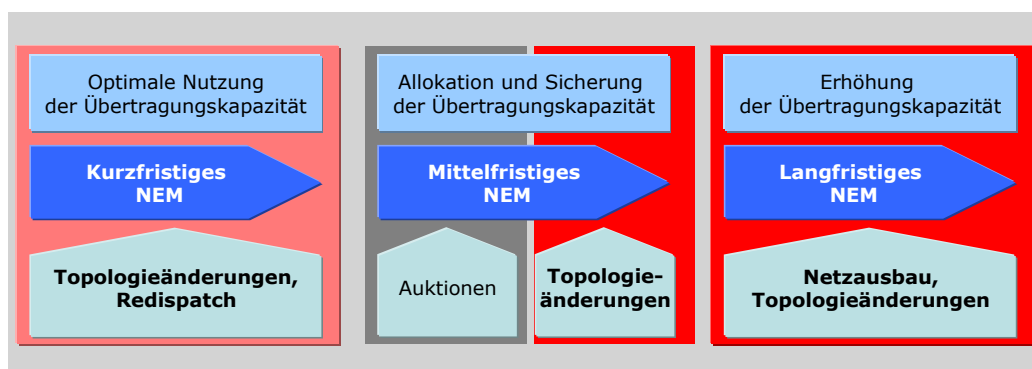 Optimale Nutzung
der Übertragungskapazität
Kurzfristiges
NEM
Topologieänderungen,
Redispatch
Allokation und Sicherung
der Übertragungskapazität
Mittelfristiges
NEM
Auktionen
Topologie-
änderungen
Erhöhung
der Übertragungskapazität
Langfristiges
NEM
Netzausbau,
Topologieänderungen